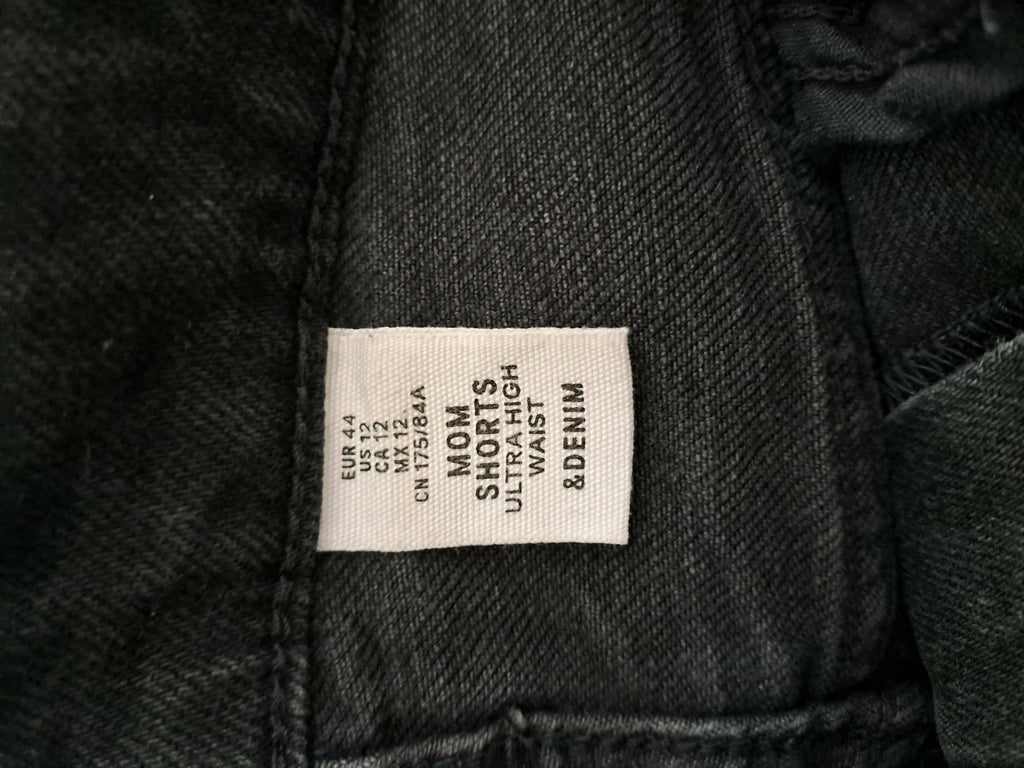 EUR 44
US 12
CA 12
MX 12
CN 175/84A
MOM
SHORTS
ULTRA HIGH
WAIST
&DENIM